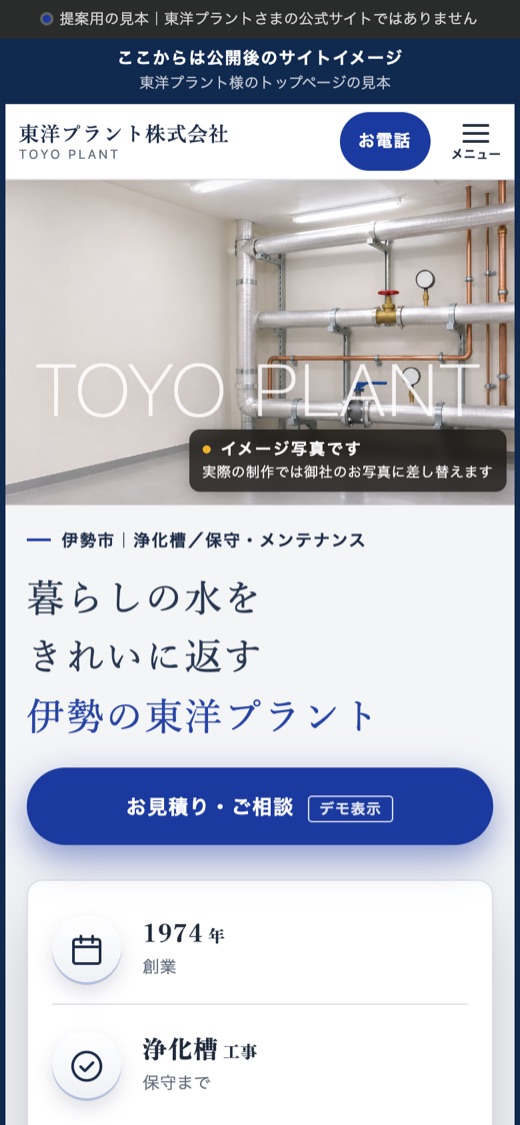 提案用の見本｜東洋プラントさまの公式サイトではありません
ここからは公開後のサイトイメージ
東洋プラント様のトップページの見本
東洋プラント株式会社
TOYO PLANT
お電話
メニュー
TOYO PLANT
イメージ写真です
実際の制作では御社のお写真に差し替えます
伊勢市｜浄化槽／保守・メンテナンス
暮らしの水を
きれいに返す
伊勢の東洋プラント
お見積り・ご相談 デモ表示
1974年
創業
浄化槽工事
保守まで